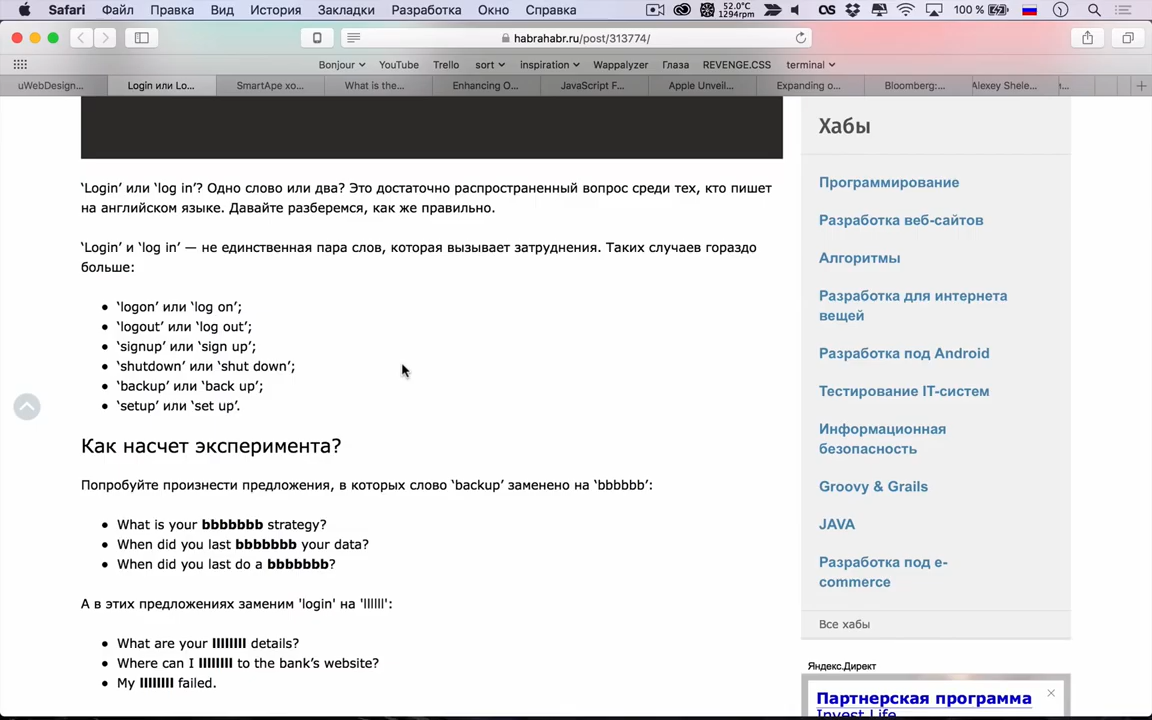 Safari Файл Правка Вид История Закладки Разработка Окно Справка
52.0°C
1294rpm
100 %
habrahabr.ru/post/313774/
Bonjour YouTube Trello sort inspiration Wappalyzer Глаза REVENGE.CSS terminal
uWebDesign... Login или Lo... SmartApe хо... What is the... Enhancing O... JavaScript F... Apple Unveil... Expanding o... Bloomberg:... Alexey Shele...
Хабы
‘Login’ или ‘log in’? Одно слово или два? Это достаточно распространенный вопрос среди тех, кто пишет
на английском языке. Давайте разберемся, как же правильно.
‘Login’ и ‘log in’ — не единственная пара слов, которая вызывает затруднения. Таких случаев гораздо
больше:
• ‘logon’ или ‘log on’;
• ‘logout’ или ‘log out’;
• ‘signup’ или ‘sign up’;
• ‘shutdown’ или ‘shut down’;
• ‘backup’ или ‘back up’;
• ‘setup’ или ‘set up’.
Как насчет эксперимента?
Попробуйте произнести предложения, в которых слово ‘backup’ заменено на ‘bbbbbb’:
• What is your bbbbbbb strategy?
• When did you last bbbbbbb your data?
• When did you last do a bbbbbbb?
А в этих предложениях заменим 'login' на 'llllll':
• What are your llllllll details?
• Where can I llllllll to the bank’s website?
• My llllllll failed.
Программирование
Разработка веб-сайтов
Алгоритмы
Разработка для интернета
вещей
Разработка под Android
Тестирование IT-систем
Информационная
безопасность
Groovy & Grails
JAVA
Разработка под e-
commerce
Все хабы
Яндекс.Директ
Партнерская программа
Invest Life